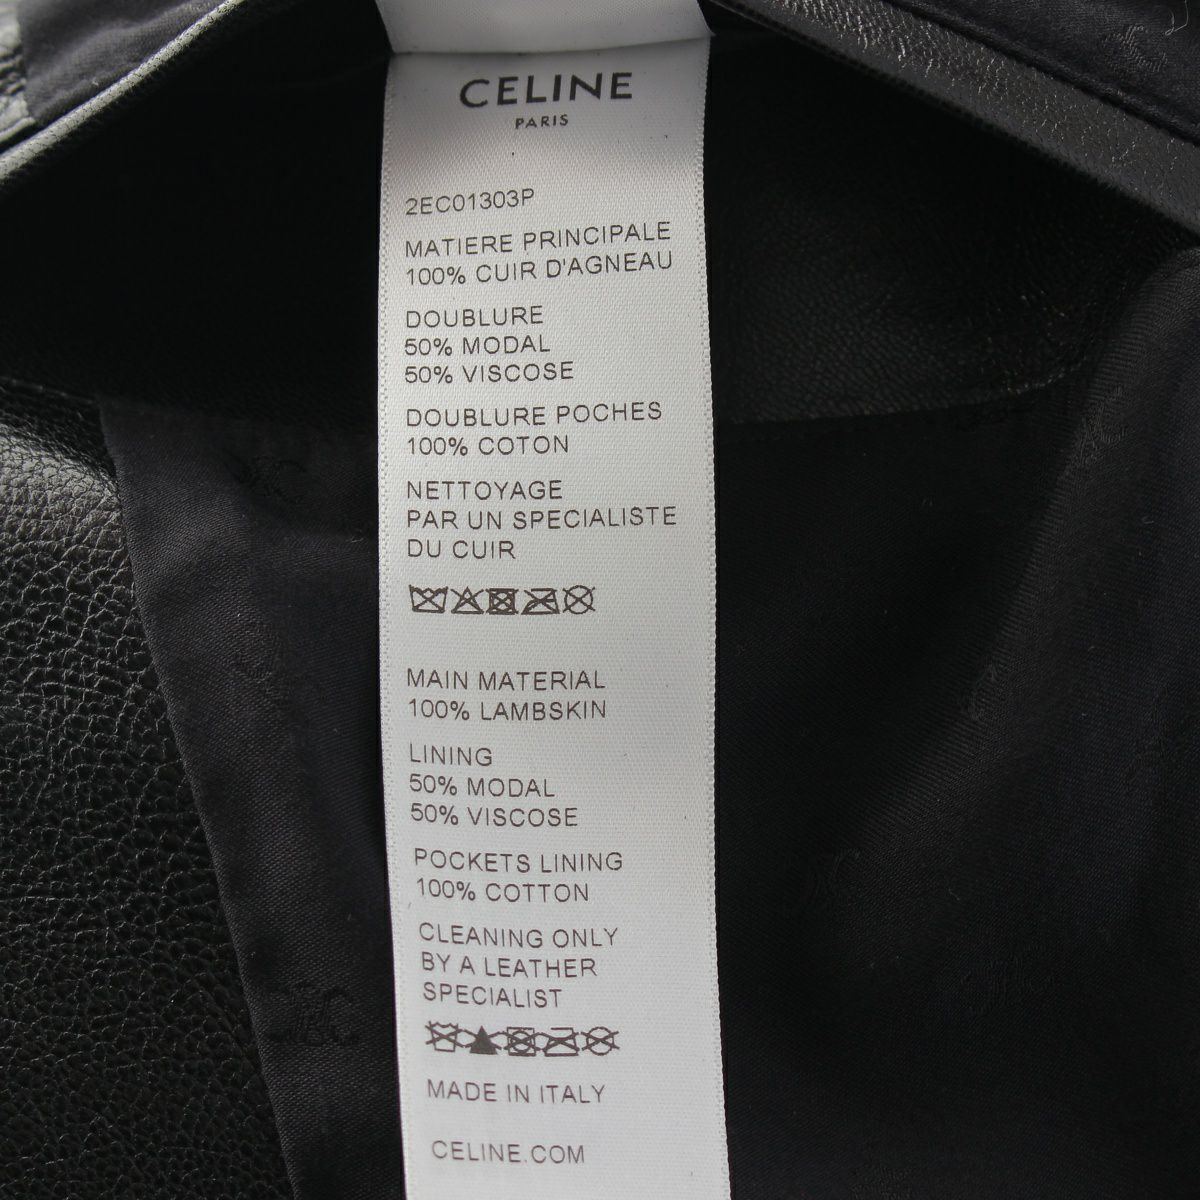 CELINE
PARIS
2EC01303P
MATIERE PRINCIPALE
100% CUIR D'AGNEAU
DOUBLURE
50% MODAL
50% VISCOSE
DOUBLURE POCHES
100% COTON
NETTOYAGE
PAR UN SPECIALISTE
DU CUIR
MAIN MATERIAL
100% LAMBSKIN
LINING
50% MODAL
50% VISCOSE
POCKETS LINING
100% COTTON
CLEANING ONLY
BY A LEATHER
SPECIALIST
MADE IN ITALY
CELINE.COM